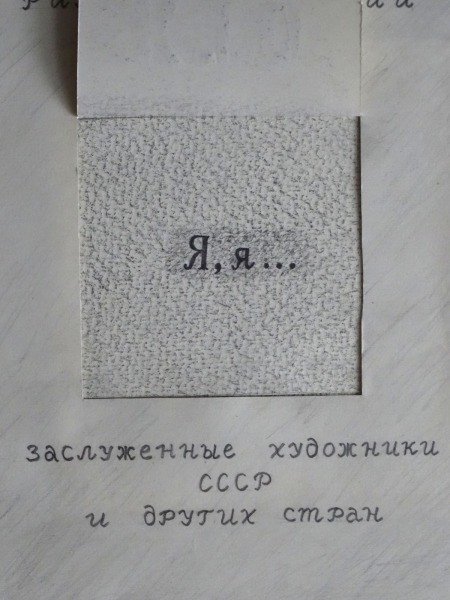 Я, я...
заслуженные художники
СССР
и других стран